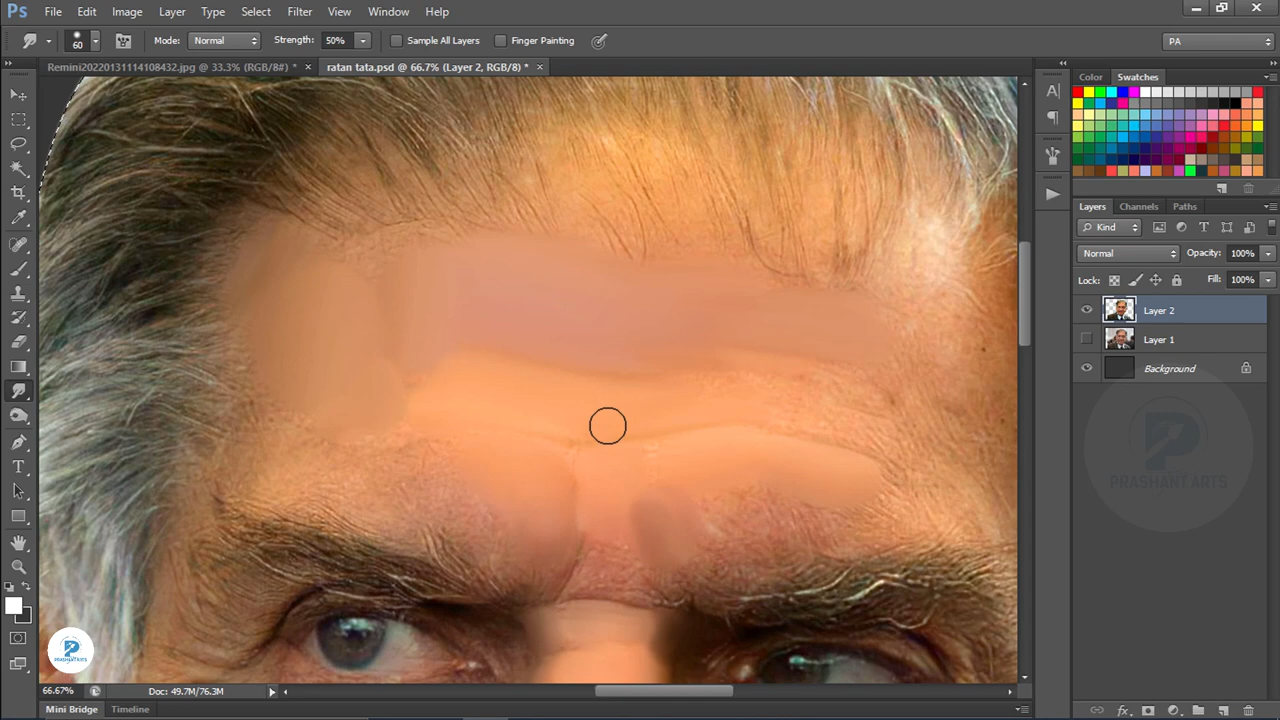 Ps File Edit Image Layer Type Select Filter View Window Help
60 Mode: Normal Strength: 50% Sample All Layers Finger Painting PA
Remini20220131114108432.jpg @ 33.3% (RGB/8#) * × ratan tata.psd @ 66.7% (Layer 2, RGB/8) * ×
Color Swatches
Layers Channels Paths
Kind
Normal Opacity: 100%
Lock: Fill: 100%
Layer 2
Layer 1
Background
PRASHANT ARTS
PRASHANT ARTS
66.67% Doc: 49.7M/76.3M
Mini Bridge Timeline